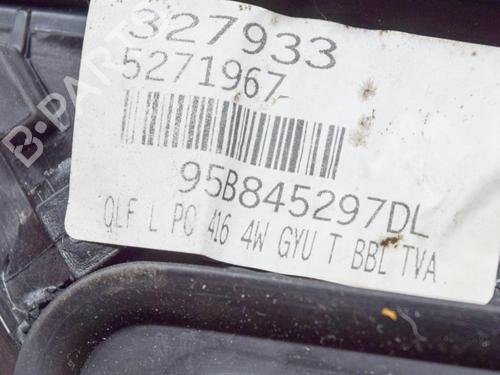 327933
5271967
95B845297DL
QLF L PO 416 4W GYU T BBL TVA
B-PARTS